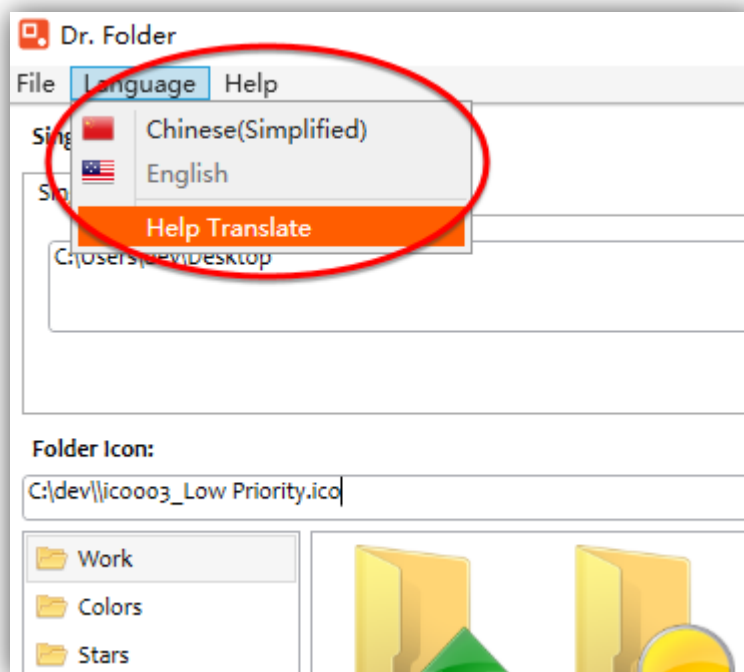 Dr. Folder
File Language Help
Chinese(Simplified)
English
Help Translate
C:\Users\dev\Desktop
Folder Icon:
C:\dev\\ico003_Low Priority.ico
Work
Colors
Stars